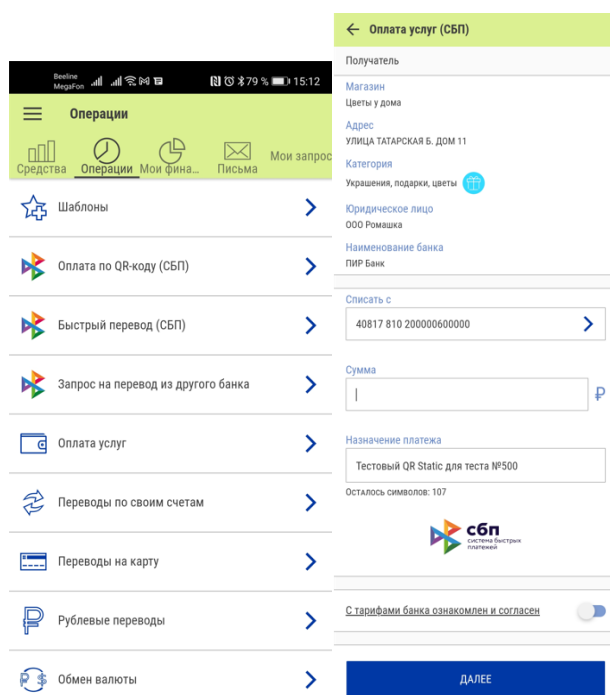 Beeline
MegaFon
79 %
15:12
Операции
Средства
Операции
Мои фина...
Письма
Мои запрос
Шаблоны
Оплата по QR-коду (СБП)
Быстрый перевод (СБП)
Запрос на перевод из другого банка
Оплата услуг
Переводы по своим счетам
Переводы на карту
Рублевые переводы
Обмен валюты
Оплата услуг (СБП)
Получатель
Магазин
Цветы у дома
Адрес
УЛИЦА ТАТАРСКАЯ Б. ДОМ 11
Категория
Украшения, подарки, цветы
Юридическое лицо
ООО Ромашка
Наименование банка
ПИР Банк
Списать с
40817 810 200000600000
Сумма
₽
Назначение платежа
Тестовый QR Static для теста №500
Осталось символов: 107
сбп
система быстрых
платежей
С тарифами банка ознакомлен и согласен
ДАЛЕЕ